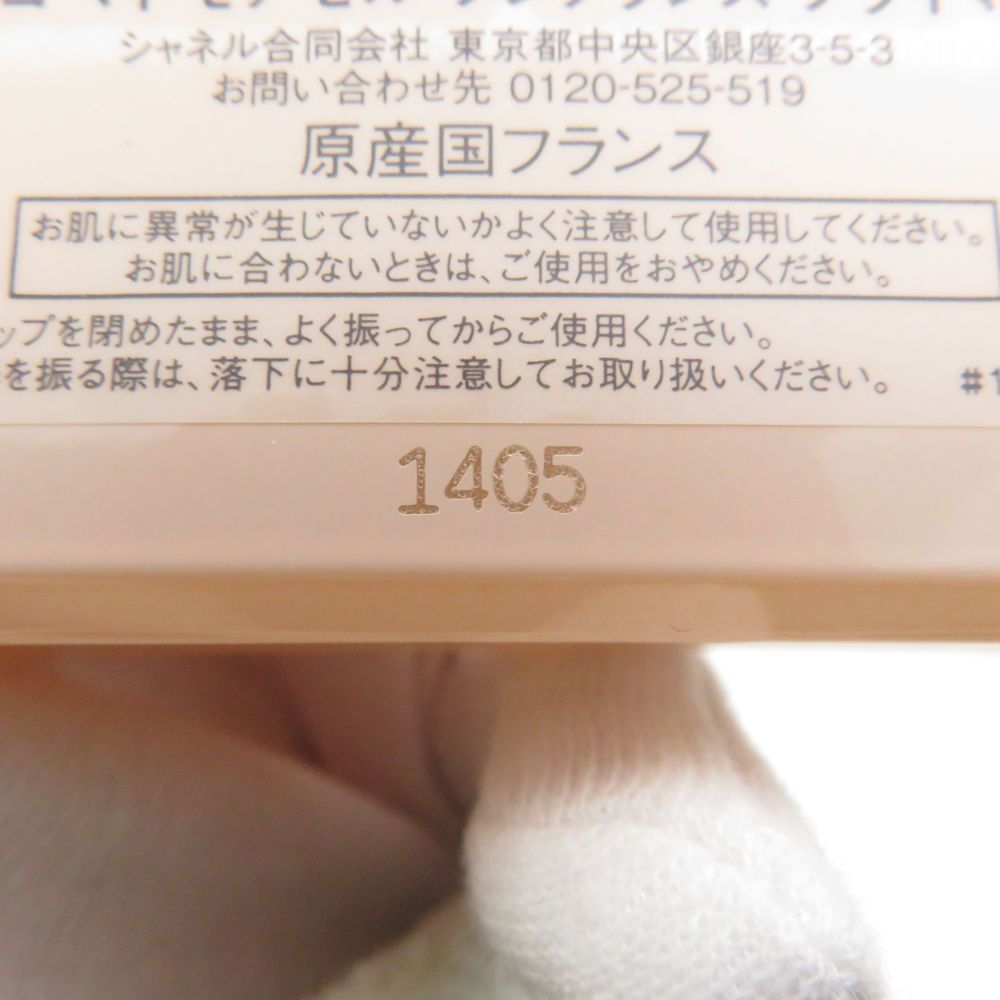 シャネル合同会社 東京都中央区銀座3-5-3
お問い合わせ先 0120-525-519
原産国フランス
お肌に異常が生じていないかよく注意して使用してください。
お肌に合わないときは、ご使用をおやめください。
ップを閉めたまま、よく振ってからご使用ください。
を振る際は、落下に十分注意してお取り扱いください。 #1
1405